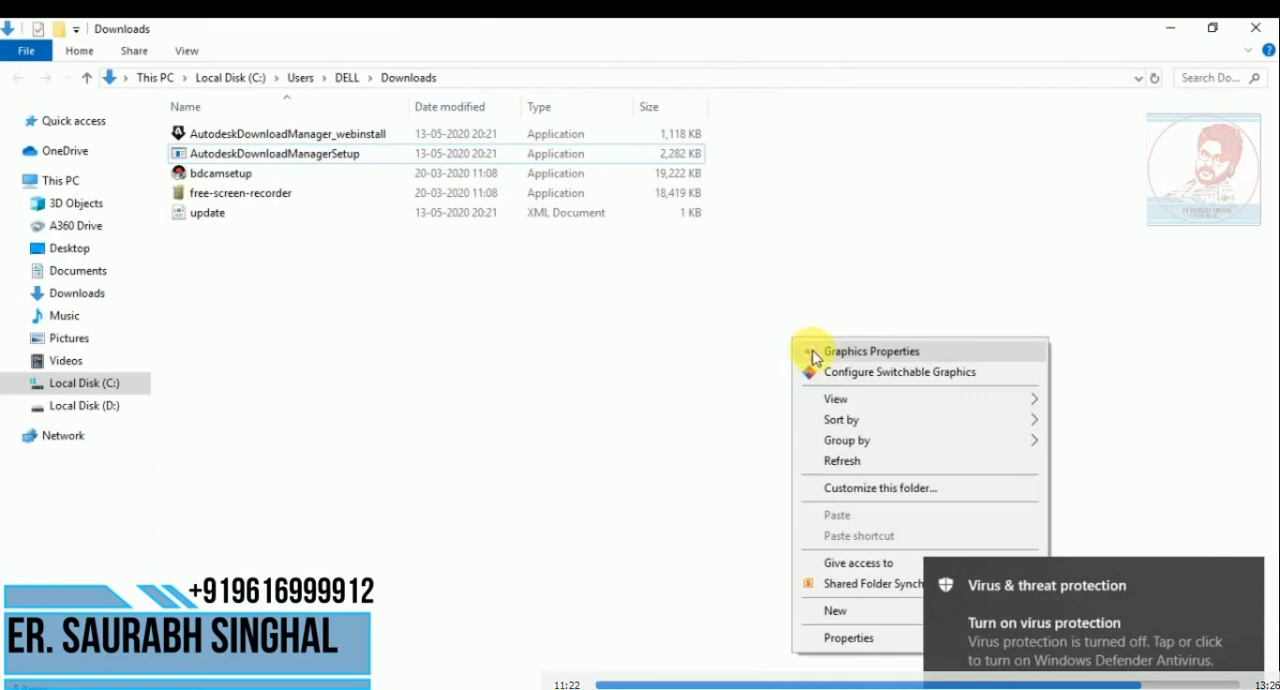 Downloads
File Home Share View
This PC Local Disk (C:) Users DELL Downloads Search Do...
Name Date modified Type Size
AutodeskDownloadManager_webinstall 13-05-2020 20:21 Application 1,118 KB
AutodeskDownloadManagerSetup 13-05-2020 20:21 Application 2,282 KB
bdcamsetup 20-03-2020 11:08 Application 19,222 KB
free-screen-recorder 20-03-2020 11:08 Application 18,419 KB
update 13-05-2020 20:21 XML Document 1 KB
Quick access
OneDrive
This PC
3D Objects
A360 Drive
Desktop
Documents
Downloads
Music
Pictures
Videos
Local Disk (C:)
Local Disk (D:)
Network
Graphics Properties
Configure Switchable Graphics
View
Sort by
Group by
Refresh
Customize this folder...
Paste
Paste shortcut
Give access to
Shared Folder Synch
New
Properties
Virus & threat protection
Turn on virus protection
Virus protection is turned off. Tap or click
to turn on Windows Defender Antivirus.
+919616999912
ER. SAURABH SINGHAL
11:22 13:26